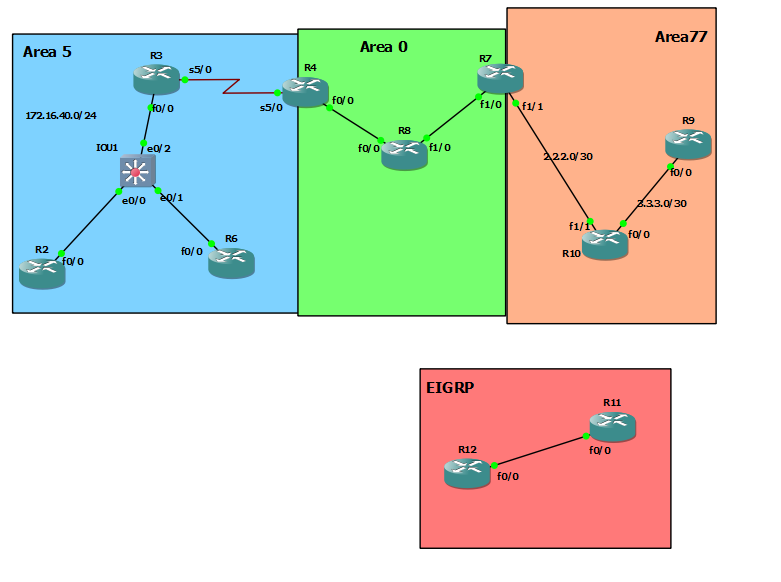 Area 5
Area 0
Area77
R3
s5/0
R4
R7
f0/0
s5/0
f0/0
f1/0
f1/1
172.16.40.0/24
IOU1
e0/2
R8
f0/0
f1/0
R9
2.2.2.0/30
f0/0
e0/0
e0/1
3.3.3.0/30
R2
f0/0
f0/0
R6
f1/1
f0/0
R10
EIGRP
R11
f0/0
R12
f0/0